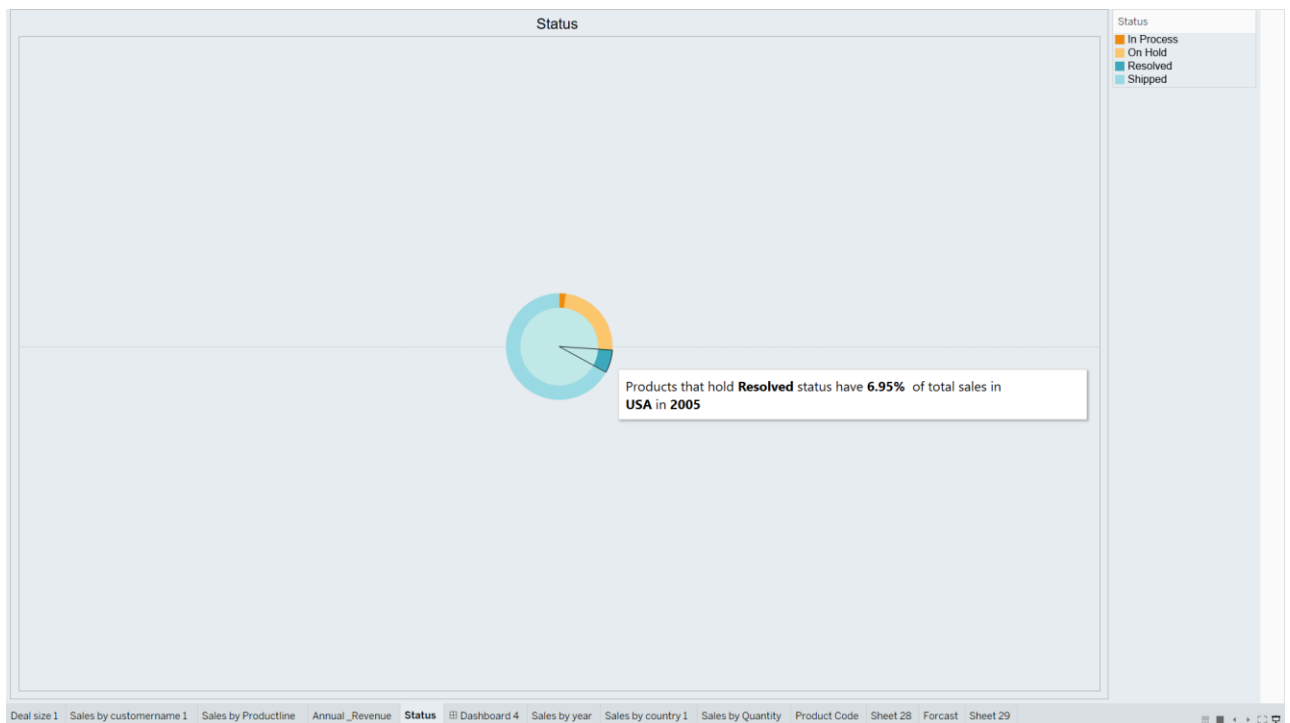 Status
Status
In Process
On Hold
Resolved
Shipped
Products that hold Resolved status have 6.95% of total sales in
USA in 2005
Deal size 1 Sales by customername 1 Sales by Productline Annual _Revenue Status Dashboard 4 Sales by year Sales by country 1 Sales by Quantity Product Code Sheet 28 Forcast Sheet 29